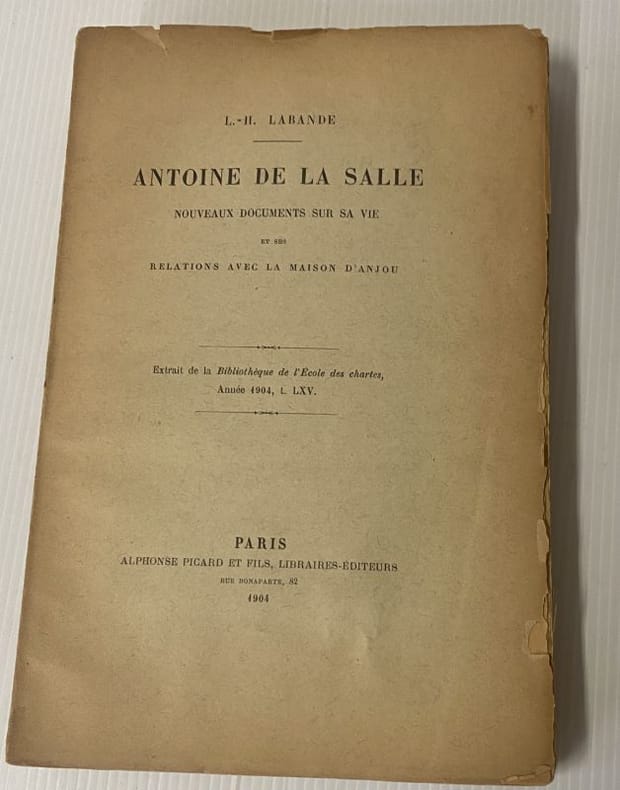 L.-H. LABANDE
ANTOINE DE LA SALLE
NOUVEAUX DOCUMENTS SUR SA VIE
ET SES
RELATIONS AVEC LA MAISON D'ANJOU
Extrait de la Bibliothèque de l'École des chartes,
Année 1904, t. LXV.
PARIS
ALPHONSE PICARD ET FILS, LIBRAIRES-ÉDITEURS
RUE BONAPARTE, 82
1904